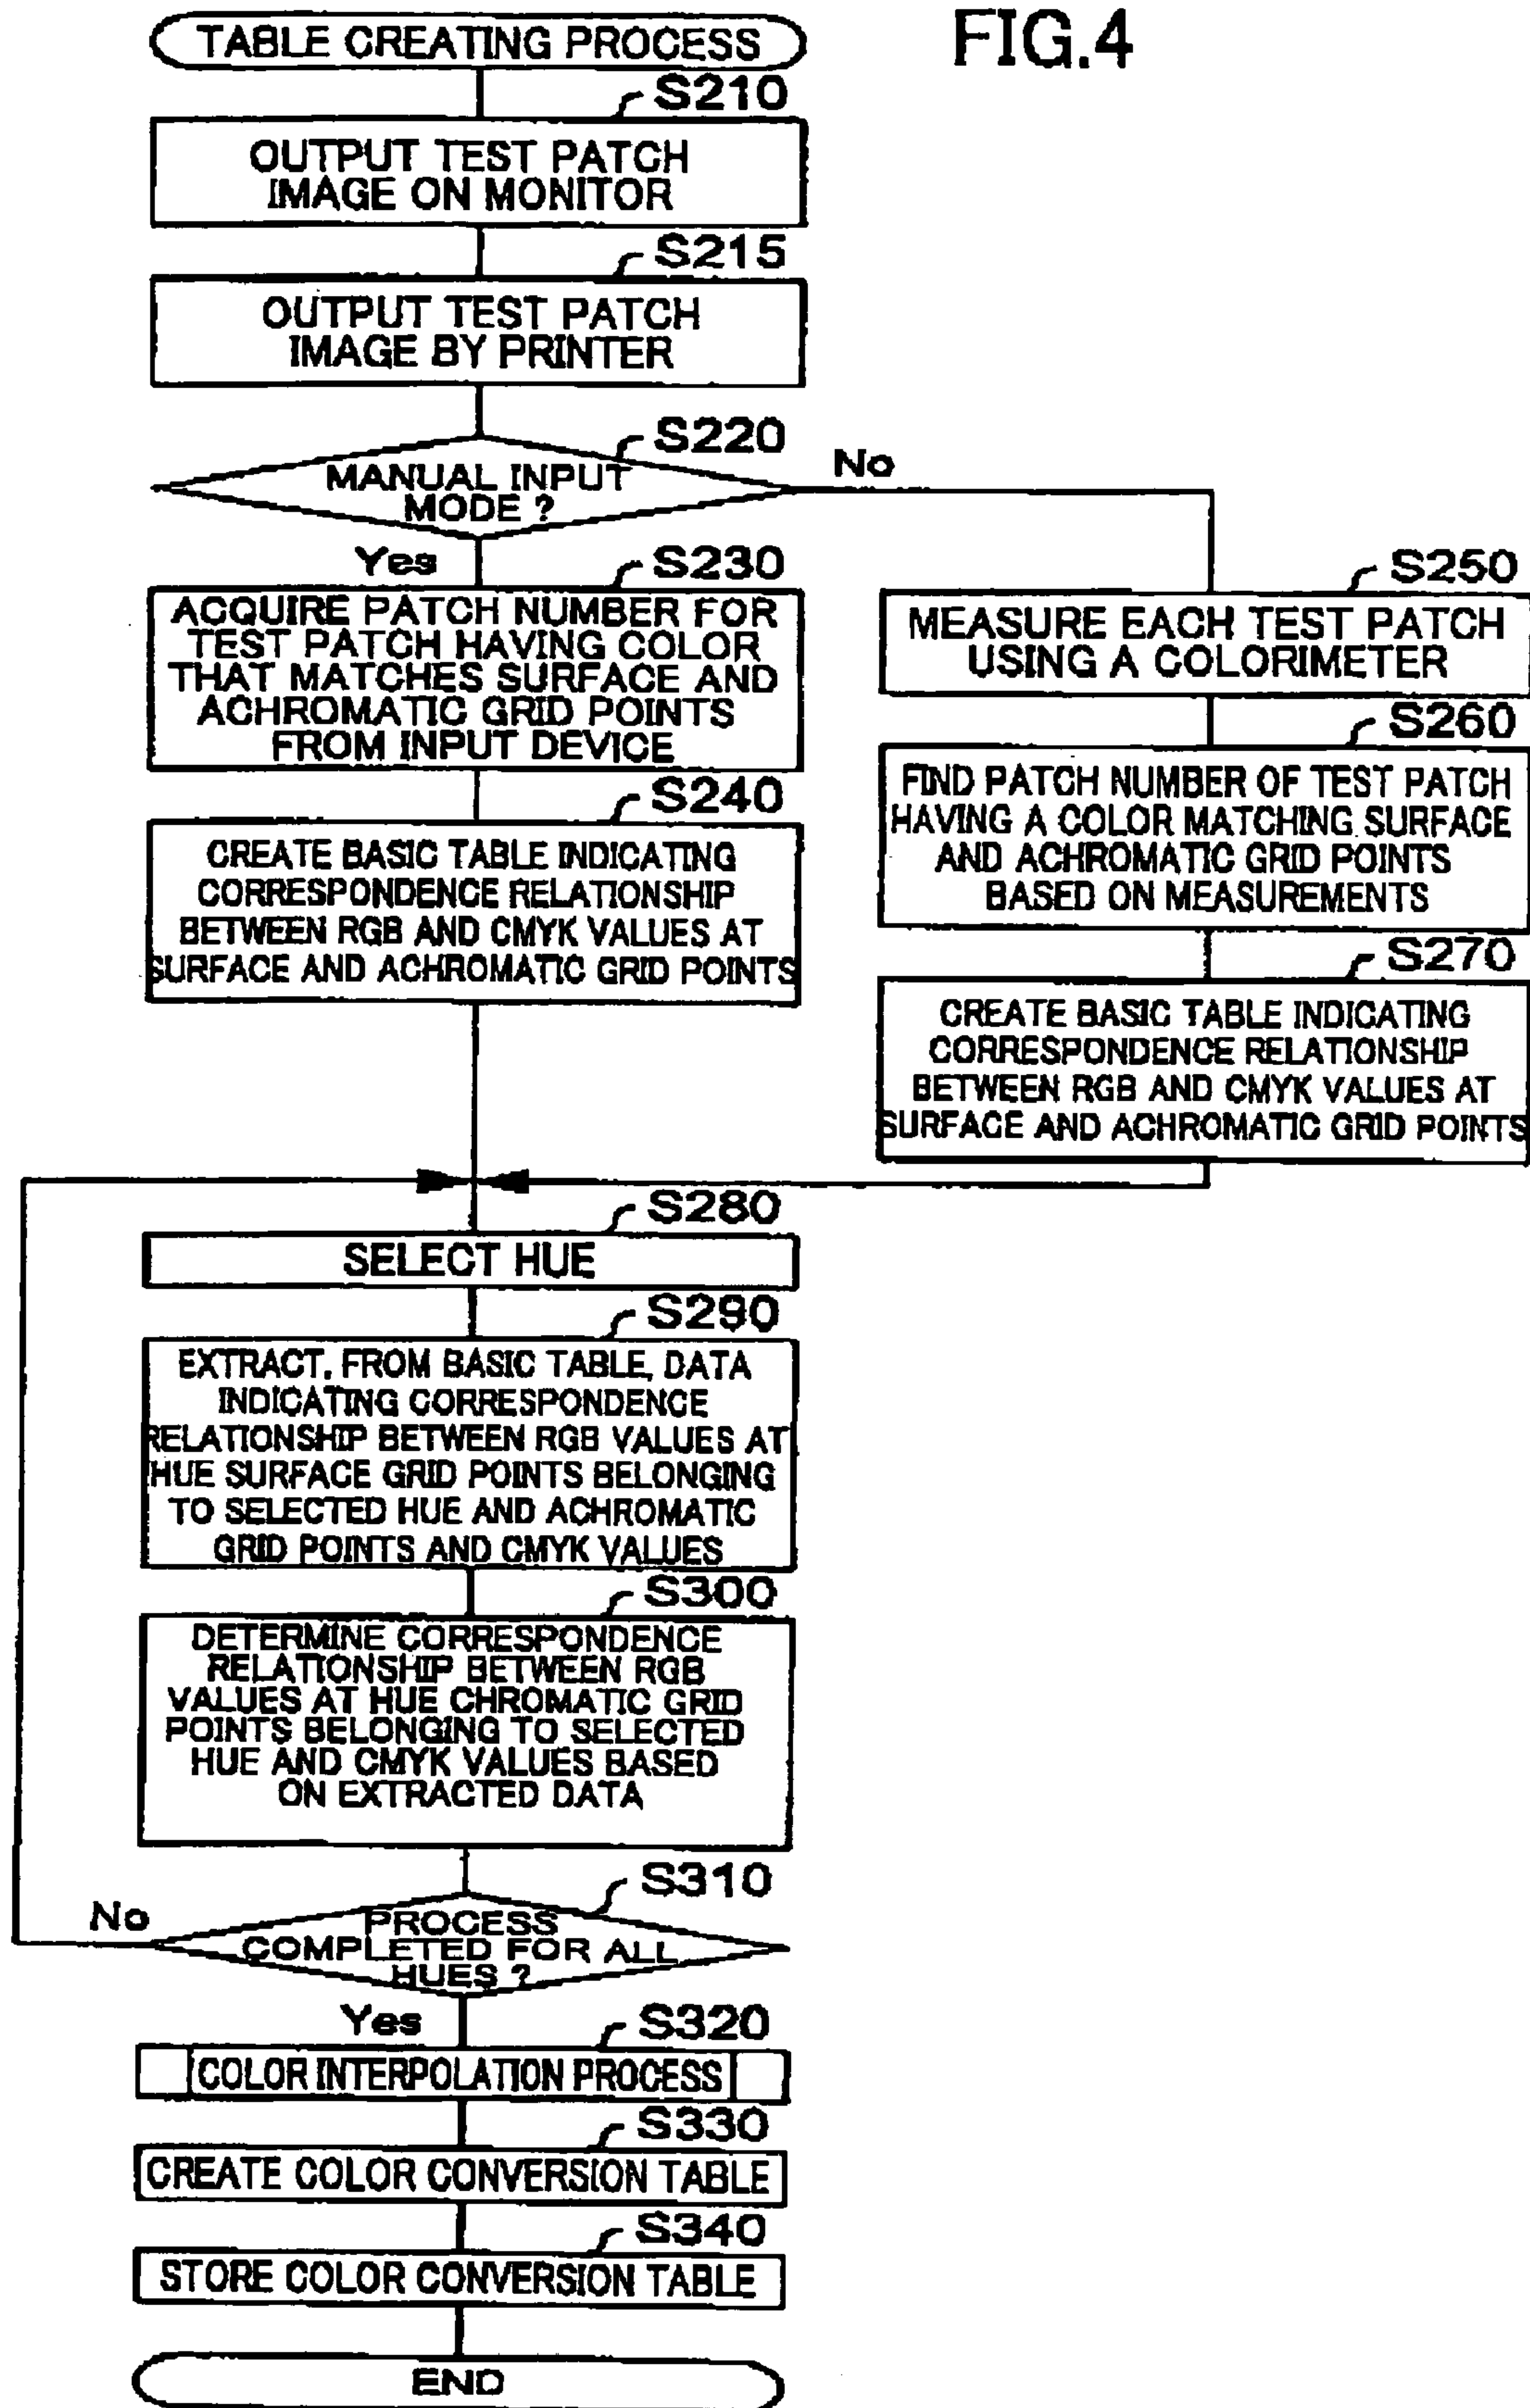 FIG.4
TABLE CREATING PROCESS
S210
OUTPUT TEST PATCH
IMAGE ON MONITOR
S215
OUTPUT TEST PATCH
IMAGE BY PRINTER
S220
MANUAL INPUT
MODE ?
No
Yes
S230
ACQUIRE PATCH NUMBER FOR
TEST PATCH HAVING COLOR
THAT MATCHES SURFACE AND
ACHROMATIC GRID POINTS
FROM INPUT DEVICE
S240
CREATE BASIC TABLE INDICATING
CORRESPONDENCE RELATIONSHIP
BETWEEN RGB AND CMYK VALUES AT
SURFACE AND ACHROMATIC GRID POINTS
S250
MEASURE EACH TEST PATCH
USING A COLORIMETER
S260
FIND PATCH NUMBER OF TEST PATCH
HAVING A COLOR MATCHING SURFACE
AND ACHROMATIC GRID POINTS
BASED ON MEASUREMENTS
S270
CREATE BASIC TABLE INDICATING
CORRESPONDENCE RELATIONSHIP
BETWEEN RGB AND CMYK VALUES AT
SURFACE AND ACHROMATIC GRID POINTS
S280
SELECT HUE
S290
EXTRACT, FROM BASIC TABLE, DATA
INDICATING CORRESPONDENCE
RELATIONSHIP BETWEEN RGB VALUES AT
HUE SURFACE GRID POINTS BELONGING
TO SELECTED HUE AND ACHROMATIC
GRID POINTS AND CMYK VALUES
S300
DETERMINE CORRESPONDENCE
RELATIONSHIP BETWEEN RGB
VALUES AT HUE CHROMATIC GRID
POINTS BELONGING TO SELECTED
HUE AND CMYK VALUES BASED
ON EXTRACTED DATA
S310
PROCESS
COMPLETED FOR ALL
HUES ?
No
Yes
S320
COLOR INTERPOLATION PROCESS
S330
CREATE COLOR CONVERSION TABLE
S340
STORE COLOR CONVERSION TABLE
END